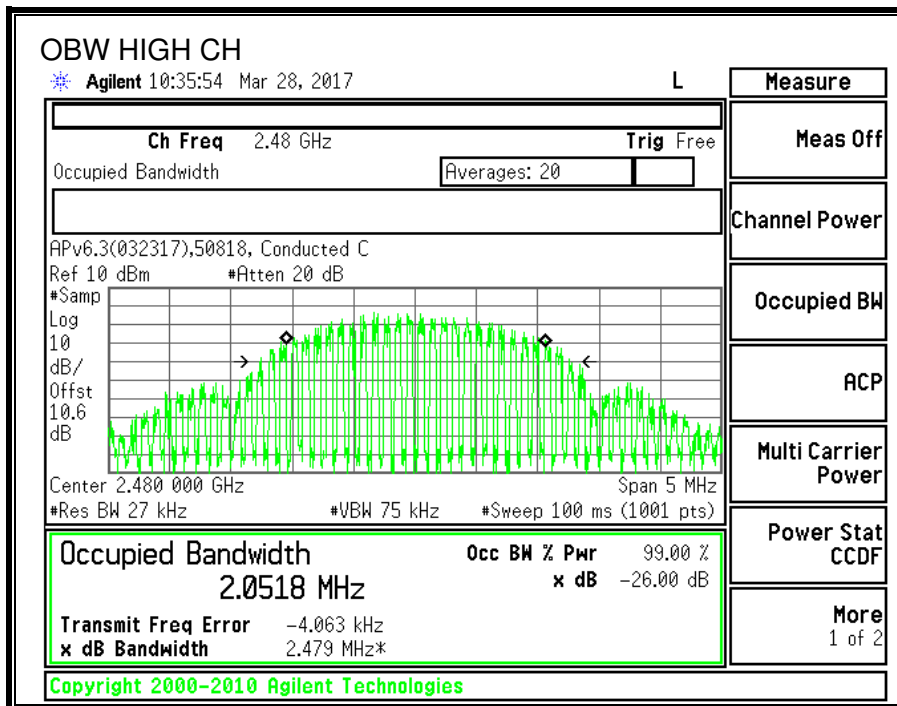 OBW HIGH CH
Agilent 10:35:54 Mar 28, 2017 L
Measure
Ch Freq 2.48 GHz Trig Free
Occupied Bandwidth Averages: 20
APv6.3(032317),50818, Conducted C
Ref 10 dBm #Atten 20 dB
#Samp
Log
10
dB/
Offst
10.6
dB
Center 2.480 000 GHz Span 5 MHz
#Res BW 27 kHz #VBW 75 kHz #Sweep 100 ms (1001 pts)
Occupied Bandwidth Occ BW % Pwr 99.00 %
2.0518 MHz x dB -26.00 dB
Transmit Freq Error -4.063 kHz
x dB Bandwidth 2.479 MHz*
Meas Off
Channel Power
Occupied BW
ACP
Multi Carrier
Power
Power Stat
CCDF
More
1 of 2
Copyright 2000-2010 Agilent Technologies